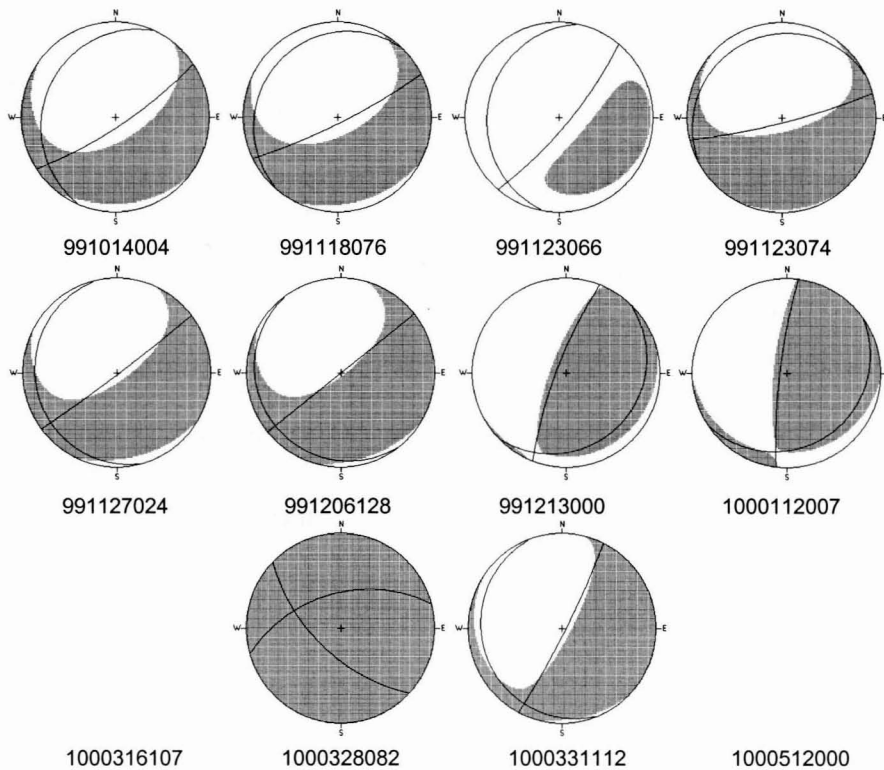 N N N N
W E W E W E W E
S S S S
991014004 991118076 991123066 991123074
N N N N
W E W E W E W E
S S S S
991127024 991206128 991213000 1000112007
N N
W E W E
S S
1000316107 1000328082 1000331112 1000512000